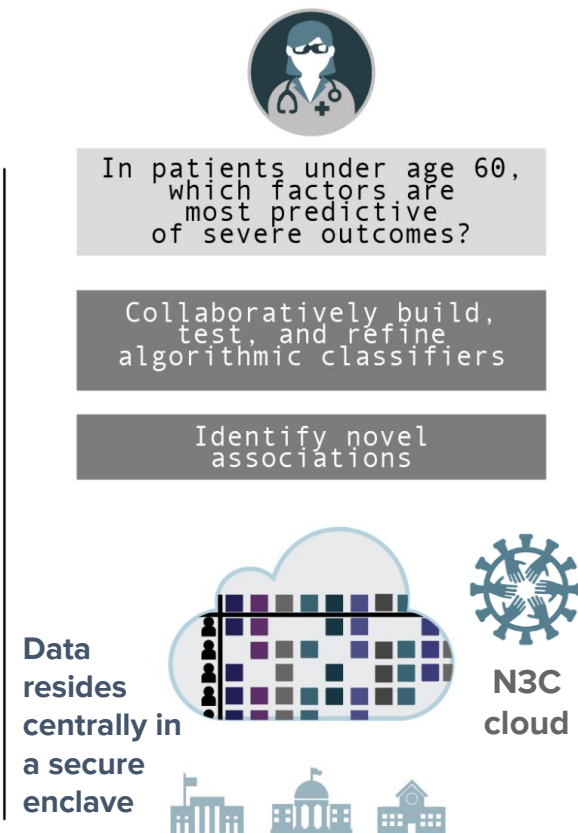 In patients under age 60,
which factors are
most predictive
of severe outcomes?
Collaboratively build,
test, and refine
algorithmic classifiers
Identify novel
associations
Data
resides
centrally in
a secure
enclave
N3C
cloud